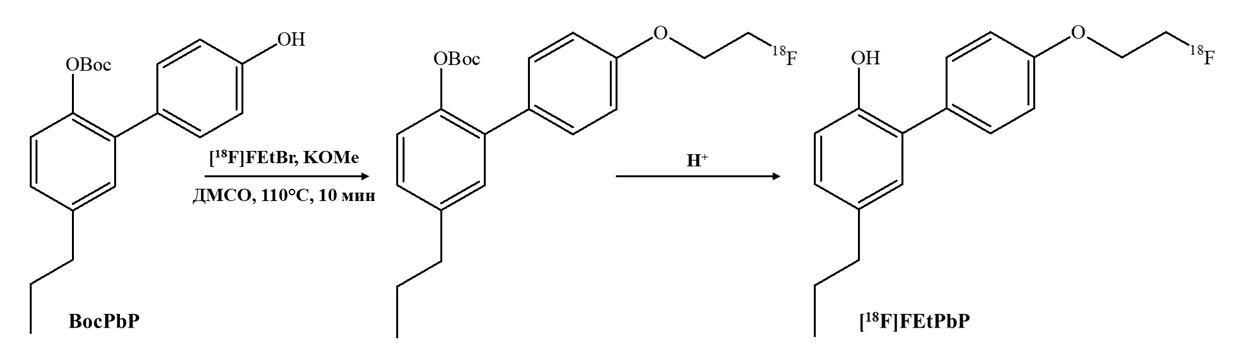 OH
OBoc
[¹⁸F]FEtBr, KOMe
ДМСО, 110°C, 10 мин
BocPbP
O
¹⁸F
OBoc
H⁺
O
¹⁸F
OH
[¹⁸F]FEtPbP